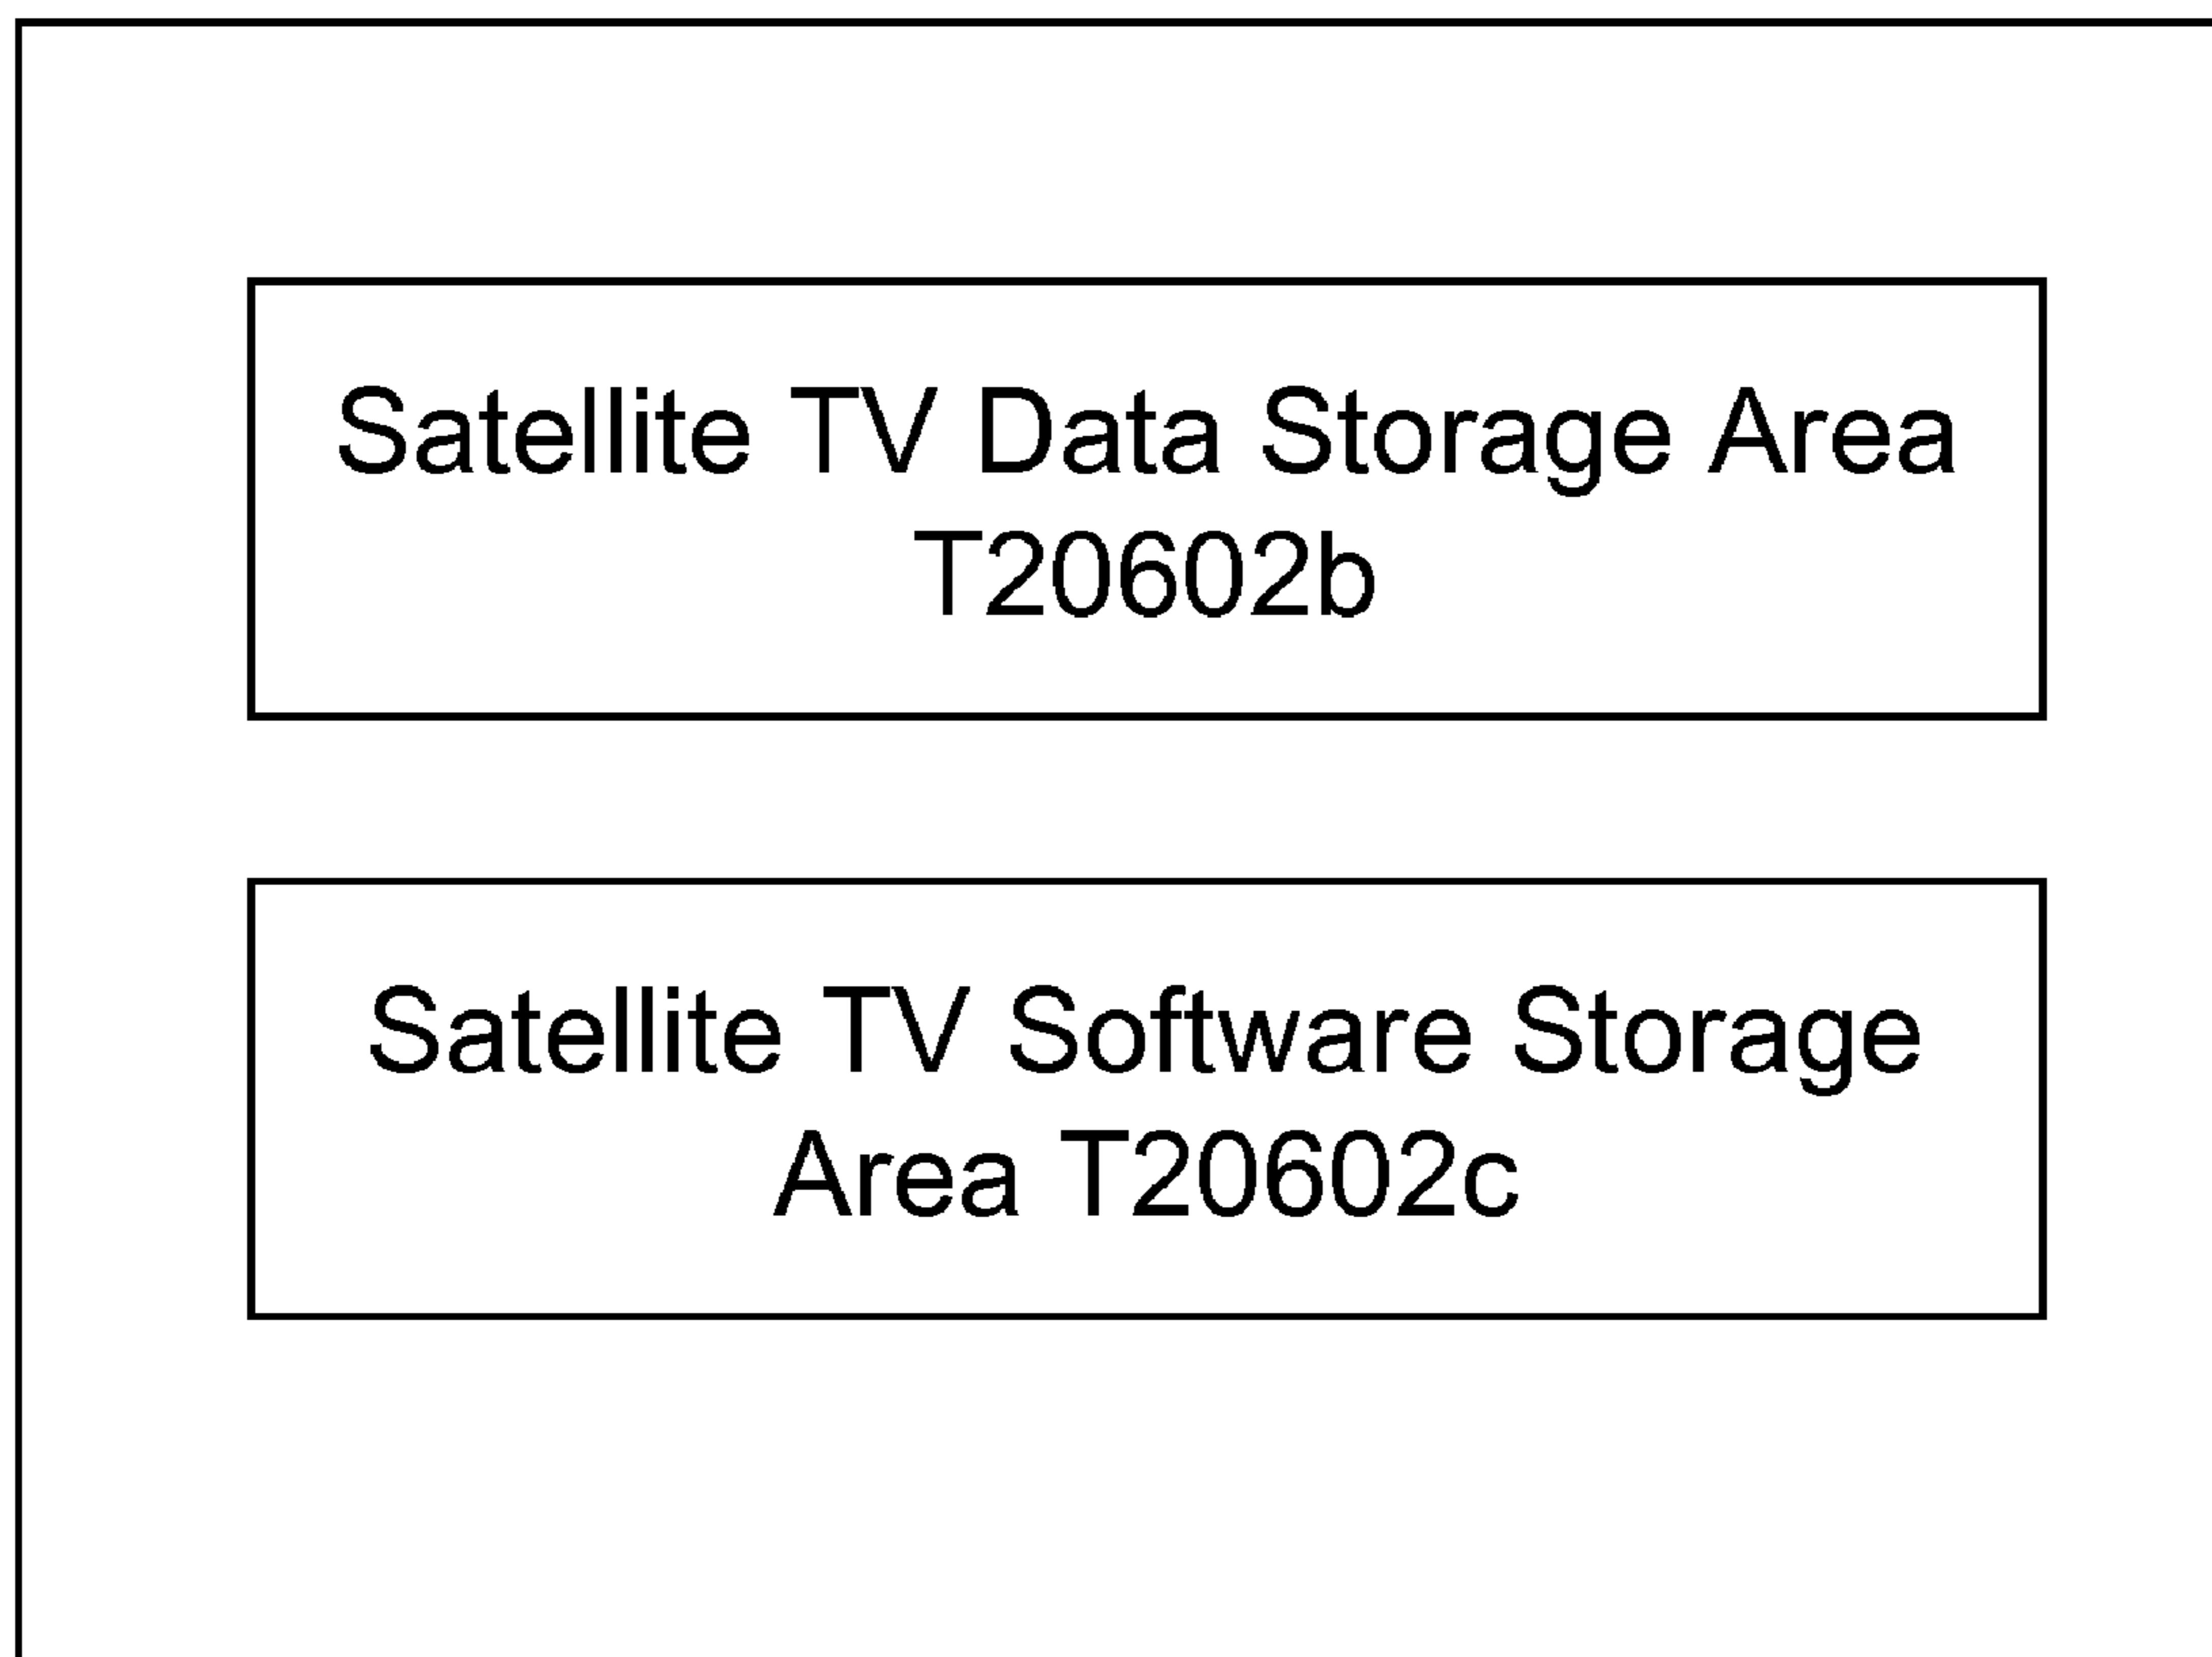 Satellite TV Data Storage Area
T20602b
Satellite TV Software Storage
Area T20602c